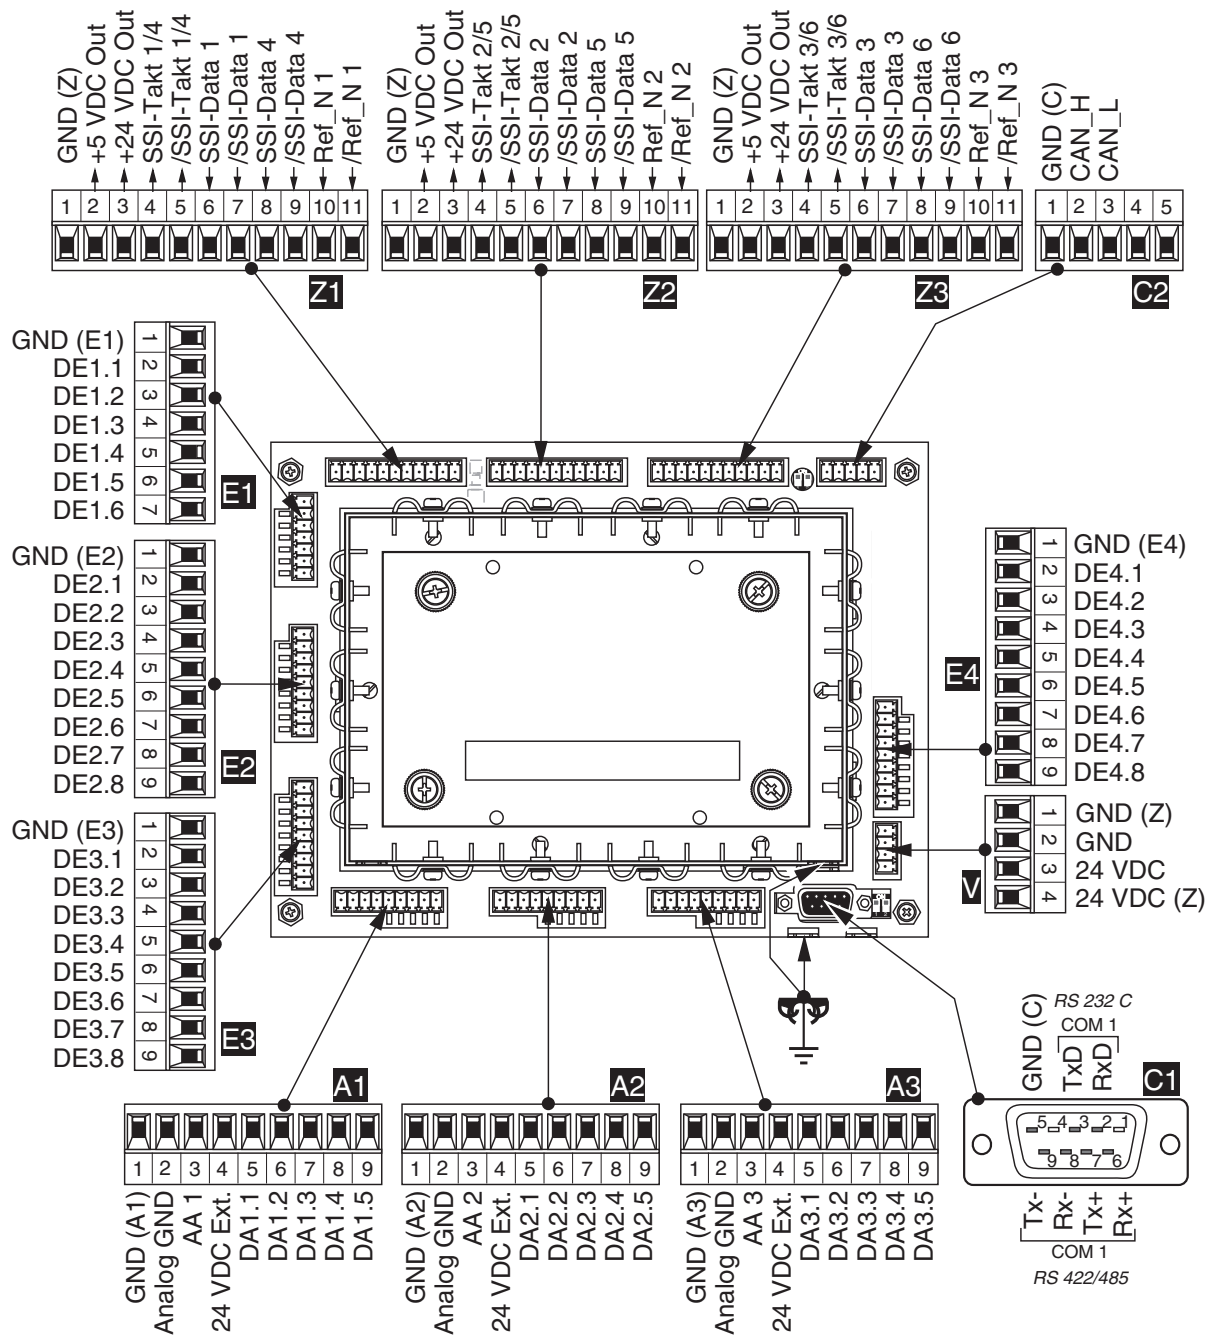 GND (Z)
+5 VDC Out
+24 VDC Out
SSI-Takt 1/4
/SSI-Takt 1/4
SSI-Data 1
/SSI-Data 1
SSI-Data 4
/SSI-Data 4
Ref_N 1
/Ref_N 1
1 2 3 4 5 6 7 8 9 10 11
Z1
GND (Z)
+5 VDC Out
+24 VDC Out
SSI-Takt 2/5
/SSI-Takt 2/5
SSI-Data 2
/SSI-Data 2
SSI-Data 5
/SSI-Data 5
Ref_N 2
/Ref_N 2
1 2 3 4 5 6 7 8 9 10 11
Z2
GND (Z)
+5 VDC Out
+24 VDC Out
SSI-Takt 3/6
/SSI-Takt 3/6
SSI-Data 3
/SSI-Data 3
SSI-Data 6
/SSI-Data 6
Ref_N 3
/Ref_N 3
1 2 3 4 5 6 7 8 9 10 11
Z3
GND (C)
CAN_H
CAN_L
1 2 3 4 5
C2
GND (E1) 1
DE1.1 2
DE1.2 3
DE1.3 4
DE1.4 5
DE1.5 6
DE1.6 7
E1
GND (E2) 1
DE2.1 2
DE2.2 3
DE2.3 4
DE2.4 5
DE2.5 6
DE2.6 7
DE2.7 8
DE2.8 9
E2
GND (E3) 1
DE3.1 2
DE3.2 3
DE3.3 4
DE3.4 5
DE3.5 6
DE3.6 7
DE3.7 8
DE3.8 9
E3
1 GND (E4)
2 DE4.1
3 DE4.2
4 DE4.3
5 DE4.4
6 DE4.5
7 DE4.6
8 DE4.7
9 DE4.8
E4
1 GND (Z)
2 GND
3 24 VDC
4 24 VDC (Z)
V
A1
1 2 3 4 5 6 7 8 9
GND (A1)
Analog GND
AA 1
24 VDC Ext.
DA1.1
DA1.2
DA1.3
DA1.4
DA1.5
A2
1 2 3 4 5 6 7 8 9
GND (A2)
Analog GND
AA 2
24 VDC Ext.
DA2.1
DA2.2
DA2.3
DA2.4
DA2.5
A3
1 2 3 4 5 6 7 8 9
GND (A3)
Analog GND
AA 3
24 VDC Ext.
DA3.1
DA3.2
DA3.3
DA3.4
DA3.5
RS 232 C
COM 1
GND (C)
TxD
RxD
C1
5 4 3 2 1
9 8 7 6
Tx-
Rx-
Tx+
Rx+
COM 1
RS 422/485